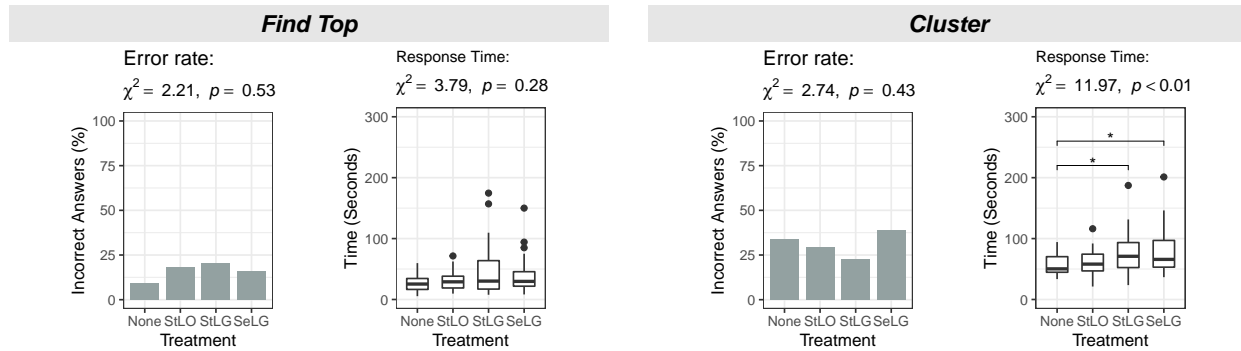 Find Top
Error rate:
χ² = 2.21, p = 0.53
Incorrect Answers (%)
100
75
50
25
0
None StLO StLG SeLG
Treatment
Response Time:
χ² = 3.79, p = 0.28
Time (Seconds)
300
200
100
0
None StLO StLG SeLG
Treatment
Cluster
Error rate:
χ² = 2.74, p = 0.43
Incorrect Answers (%)
100
75
50
25
0
None StLO StLG SeLG
Treatment
Response Time:
χ² = 11.97, p < 0.01
Time (Seconds)
300
200
100
0
*
*
None StLO StLG SeLG
Treatment